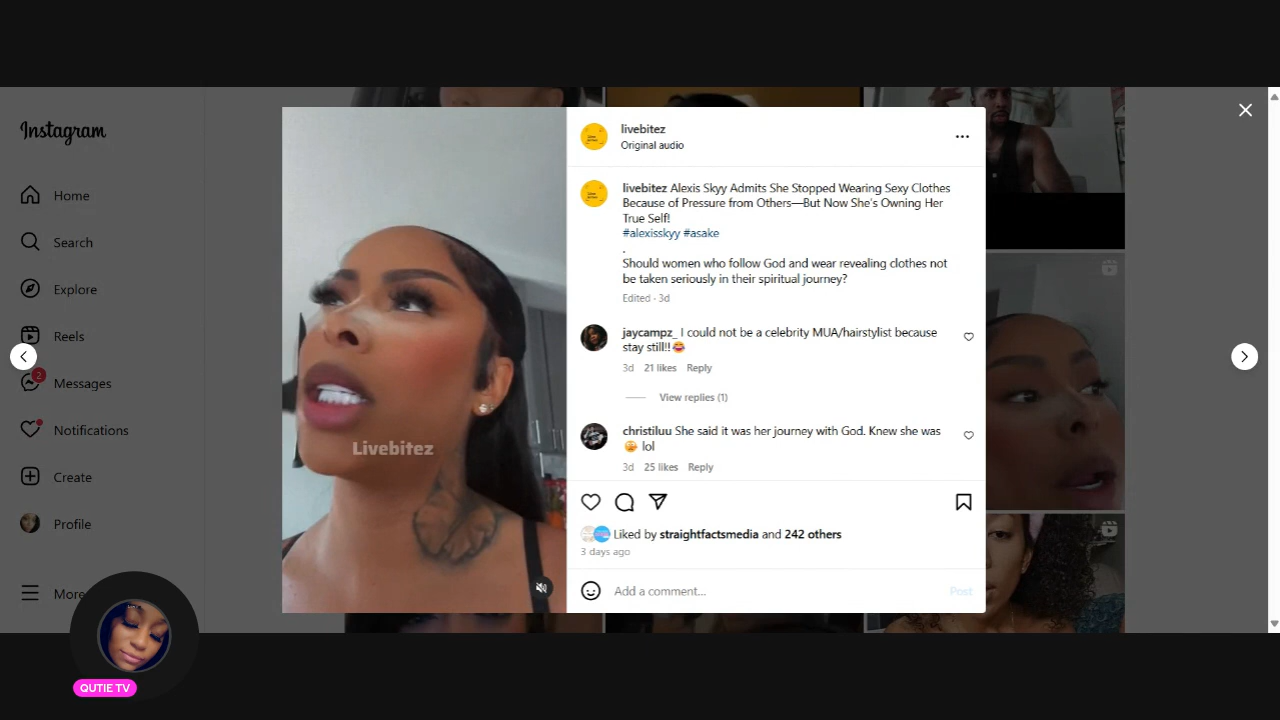 Instagram
Home
Search
Explore
Reels
2
Messages
Notifications
Create
Profile
More
QUTIE TV
Livebitez
livebitez
Original audio
livebitez Alexis Skyy Admits She Stopped Wearing Sexy Clothes
Because of Pressure from Others—But Now She's Owning Her
True Self!
#alexisskyy #asake
.
Should women who follow God and wear revealing clothes not
be taken seriously in their spiritual journey?
Edited · 3d
jaycampz_ I could not be a celebrity MUA/hairstylist because
stay still!!😂
3d 21 likes Reply
View replies (1)
christiluu She said it was her journey with God. Knew she was
🫣 lol
3d 25 likes Reply
Liked by straightfactsmedia and 242 others
3 days ago
Add a comment...
Post